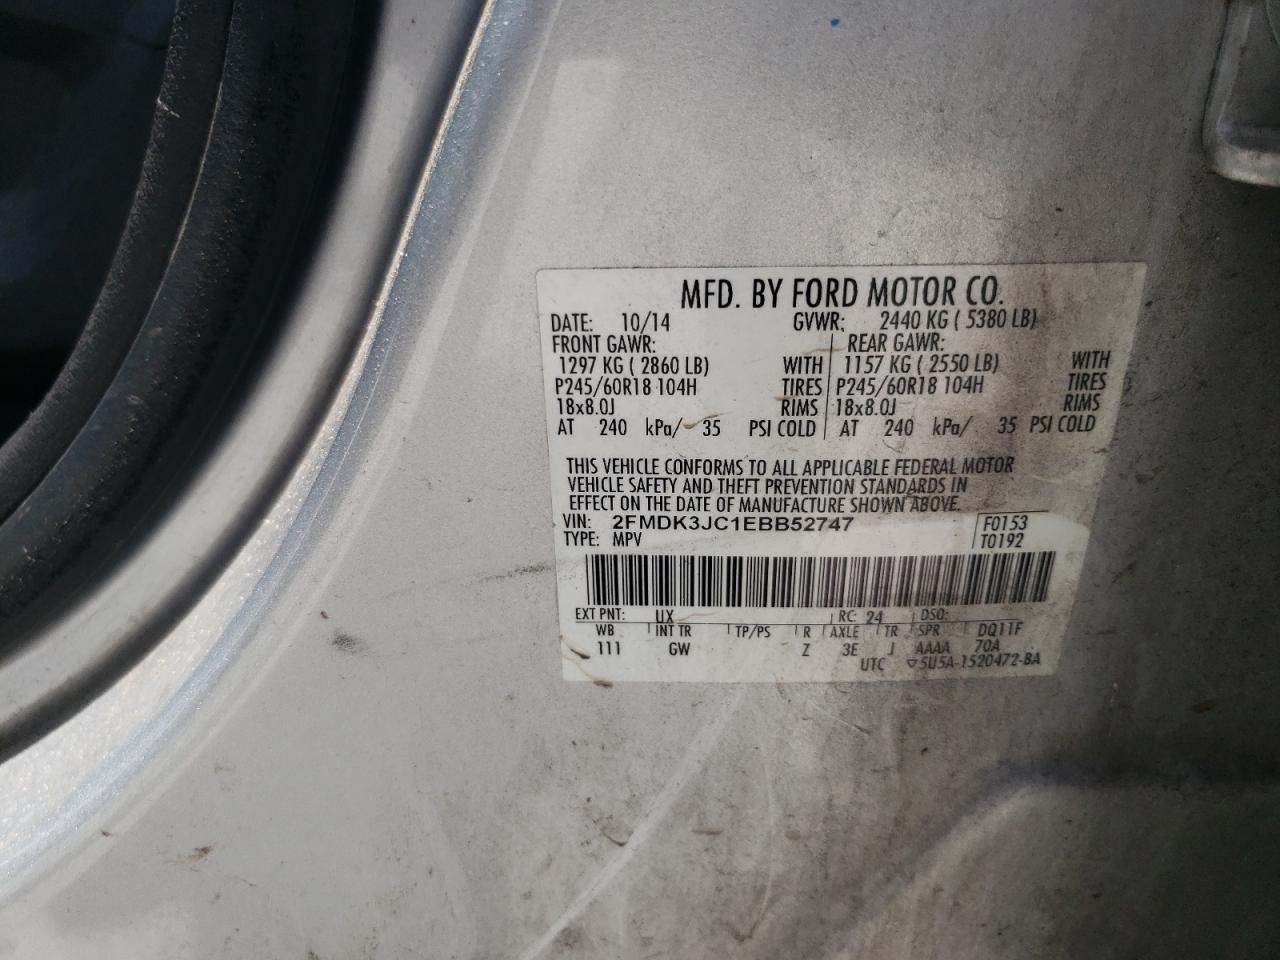 MFD. BY FORD MOTOR CO.
DATE: 10/14 GVWR: 2440 KG ( 5380 LB)
FRONT GAWR: REAR GAWR:
1297 KG ( 2860 LB) WITH 1157 KG ( 2550 LB) WITH
P245/60R18 104H TIRES P245/60R18 104H TIRES
18x8.0J RIMS 18x8.0J RIMS
AT 240 kPa/ 35 PSI COLD AT 240 kPa/ 35 PSI COLD
THIS VEHICLE CONFORMS TO ALL APPLICABLE FEDERAL MOTOR
VEHICLE SAFETY AND THEFT PREVENTION STANDARDS IN
EFFECT ON THE DATE OF MANUFACTURE SHOWN ABOVE.
VIN: 2FMDK3JC1EBB52747 F0153
TYPE: MPV T0192
EXT PNT: UX RC: 24 DSO:
WB INT TR TP/PS R AXLE TR SPR DQ11F
111 GW Z 3E J AAAA 70A
UTC ▽5U5A-1520472-BA